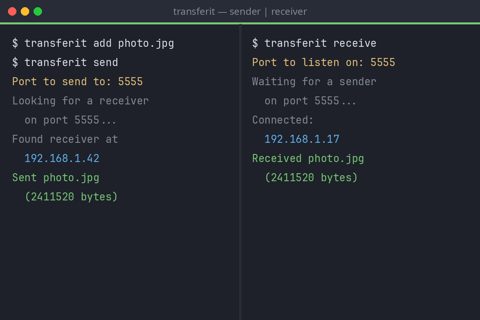 transferit — sender | receiver
$ transferit add photo.jpg
$ transferit send
Port to send to: 5555
Looking for a receiver
on port 5555...
Found receiver at
192.168.1.42
Sent photo.jpg
(2411520 bytes)
$ transferit receive
Port to listen on: 5555
Waiting for a sender
on port 5555...
Connected:
192.168.1.17
Received photo.jpg
(2411520 bytes)